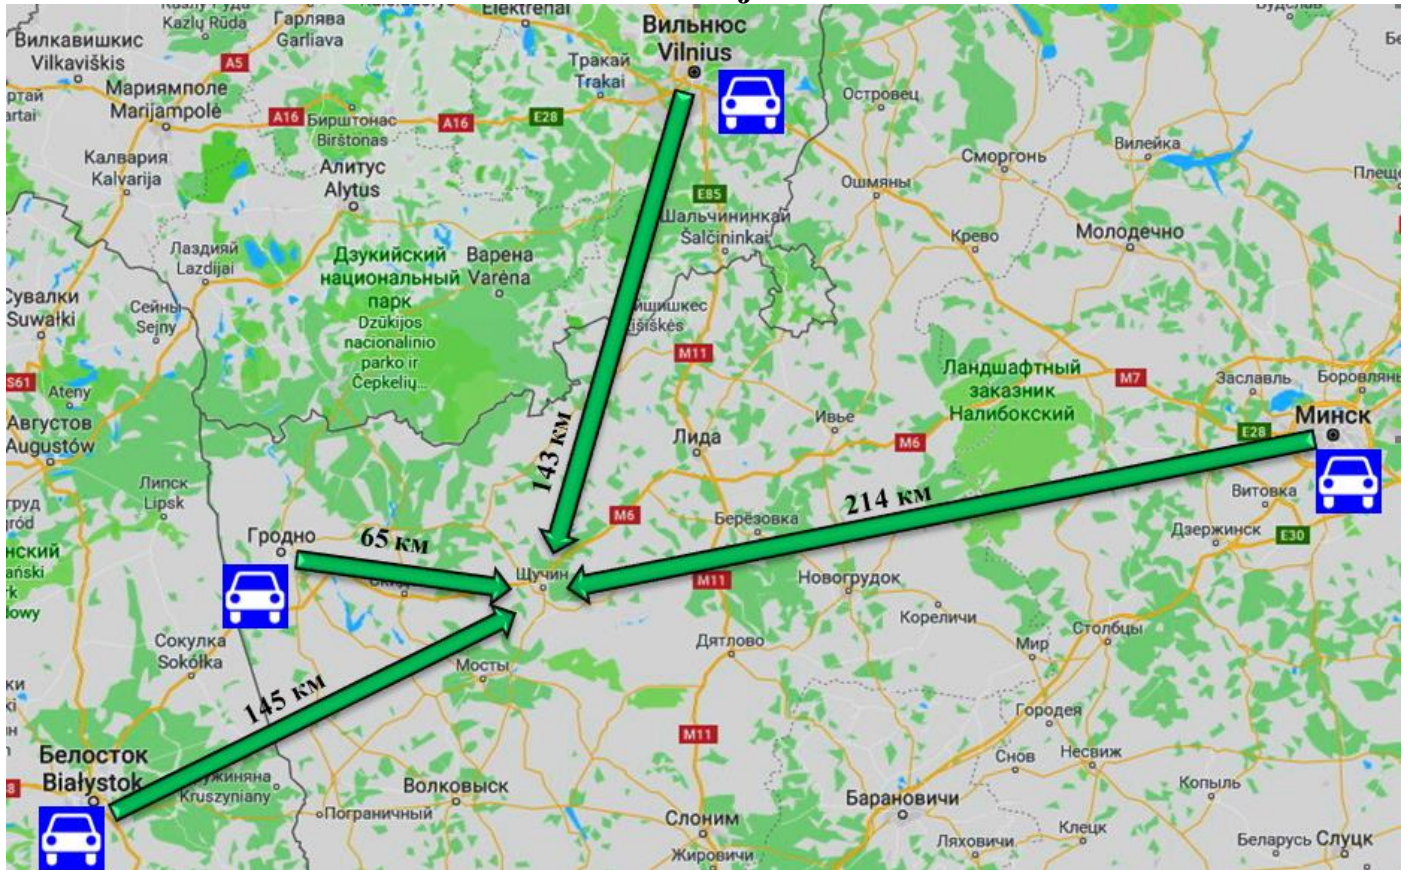 Kazlų Rūda
Гарлява
Garliava
Elektrėnai
Вильнюс
Vilnius
Вилкавишкис
Vilkaviškis
A5
Тракай
Trakai
Мариямполе
Marijampolė
A16
Бирштонас
Birštonas
A16
E28
Островец
Калвария
Kalvarija
Алитус
Alytus
Сморгонь
Вилейка
Ошмяны
E85
Шальчининкай
Šalčininkai
Крево
Молодечно
Лаздияй
Lazdijai
Дзукийский
национальный
парк
Dzūkijos
nacionalinio
parko ir
Čepkelių...
Варена
Varėna
Сувалки
Suwałki
Сейны
Sejny
M11
S61
Ateny
Августов
Augustów
Ландшафтный
заказник
Налибокский
M7
Заславль
Минск
E28
Ивье
M6
Лида
143 км
Липск
Lipsk
214 км
Витовка
Гродно
65 км
M6
Берёзовка
Дзержинск
E30
Щучин
M11
Новогрудок
Кореличи
Сокулка
Sokółka
145 км
Мосты
Дятлово
Мир
Столбцы
Городея
M11
Снов
Несвиж
Белосток
Białystok
Kruszyniany
Волковыск
Пограничный
Копыль
Барановичи
Слоним
Жировичи
Ляховичи
Клецк
Беларусь
Слуцк